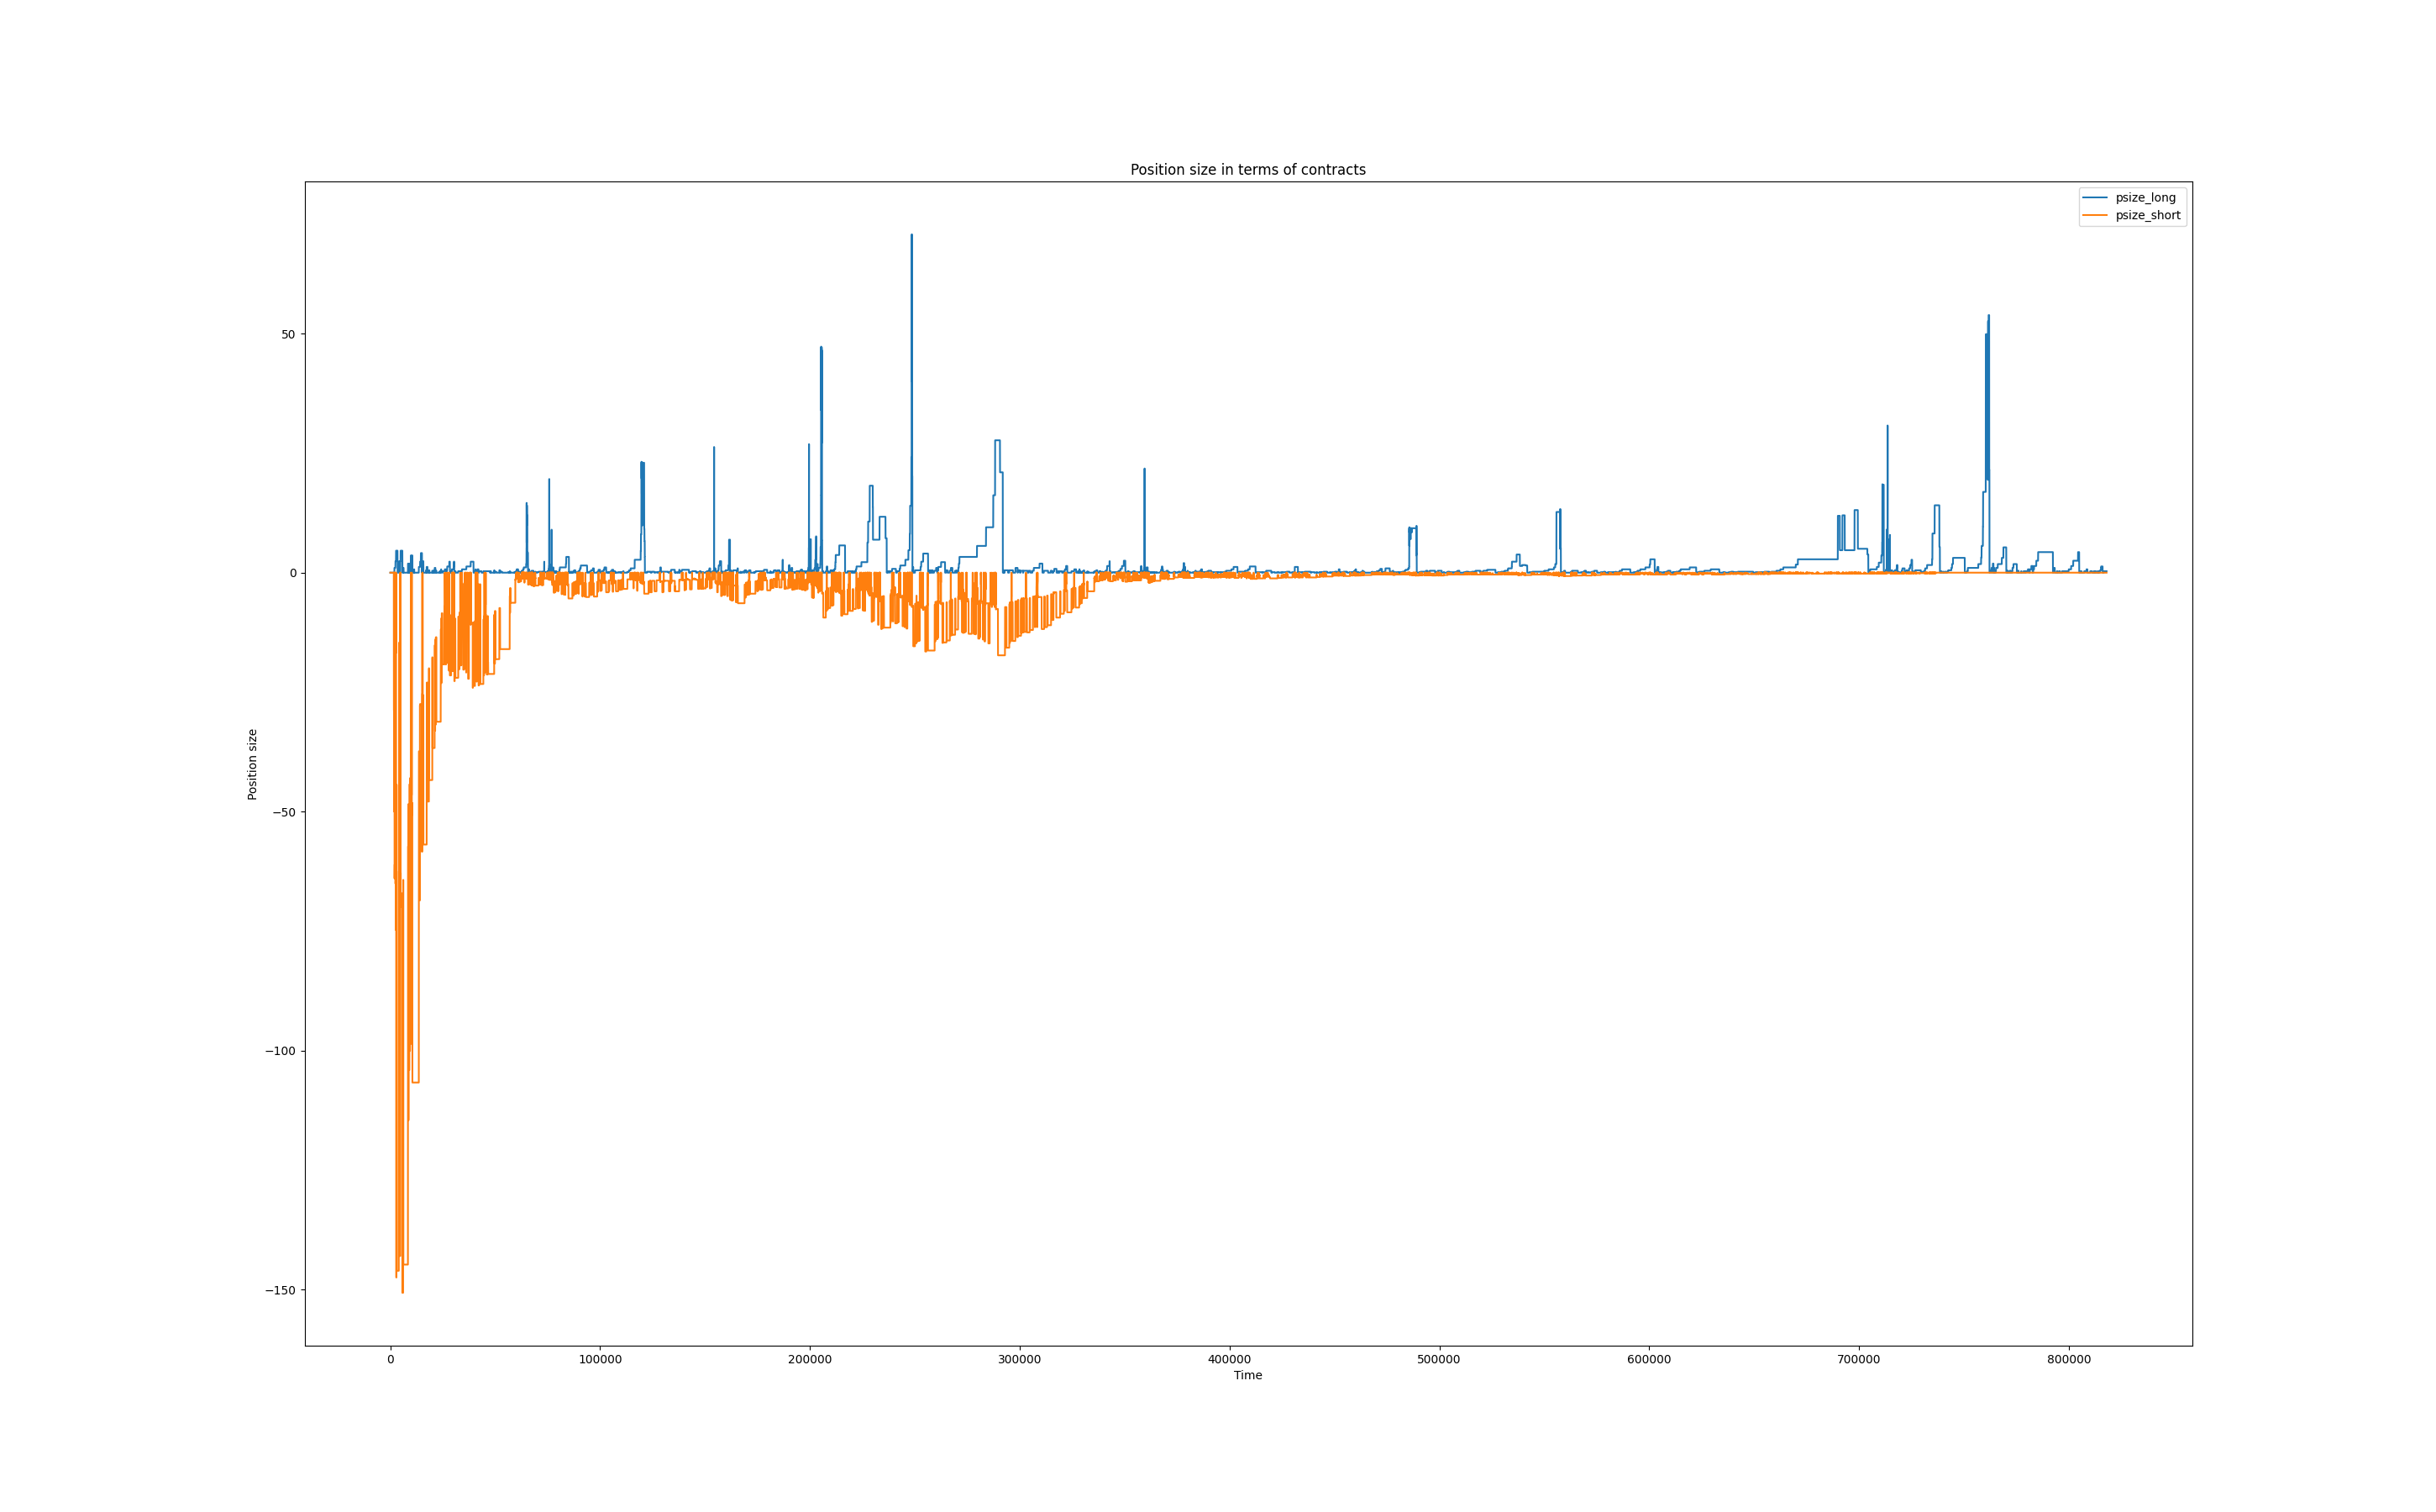 Position size in terms of contracts
psize_long
psize_short
50
0
−50
−100
−150
Position size
0
100000
200000
300000
400000
500000
600000
700000
800000
Time